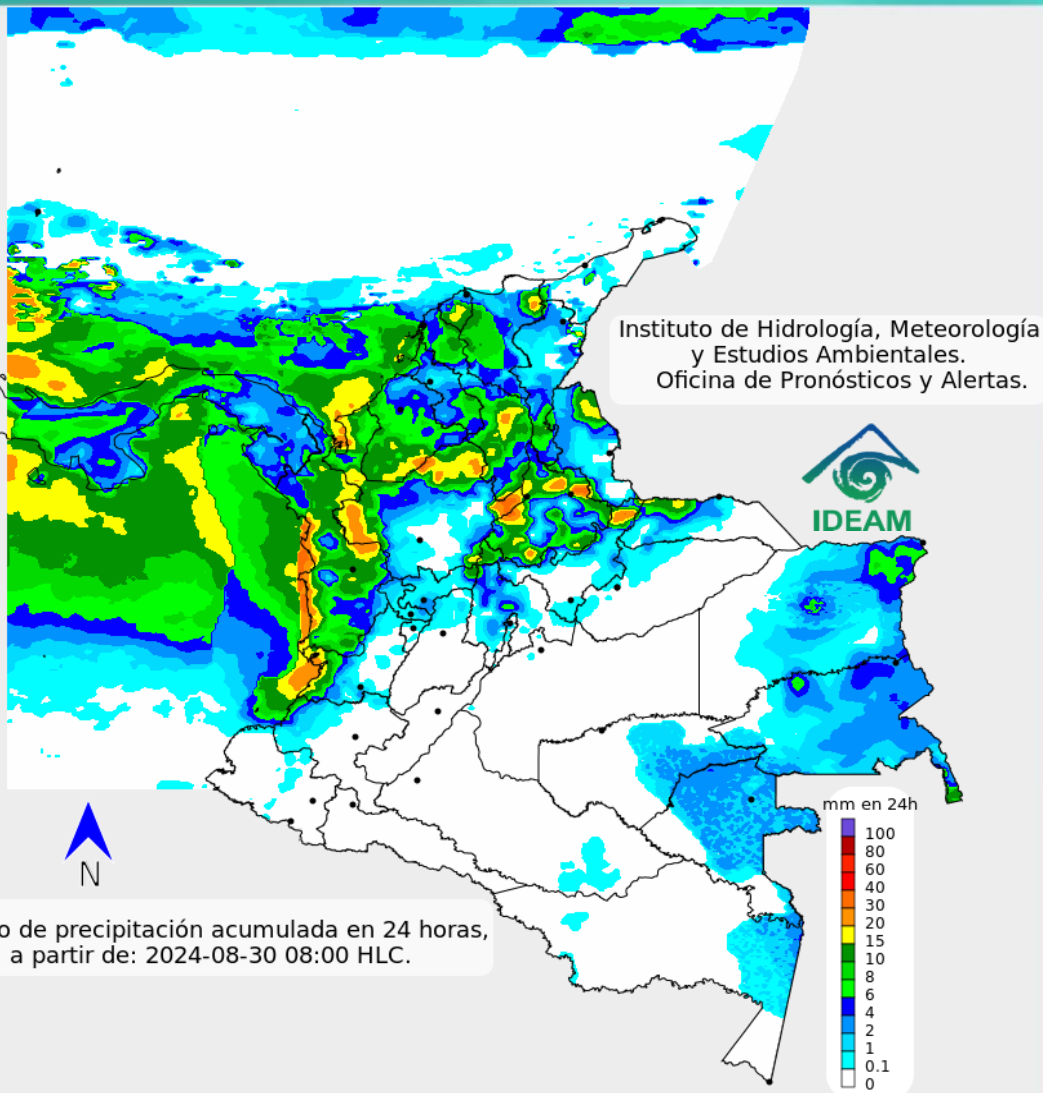 Instituto de Hidrología, Meteorología
y Estudios Ambientales.
Oficina de Pronósticos y Alertas.
IDEAM
mm en 24h
100
80
60
40
30
20
15
10
8
6
4
2
1
0.1
0
N
de precipitación acumulada en 24 horas,
a partir de: 2024-08-30 08:00 HLC.